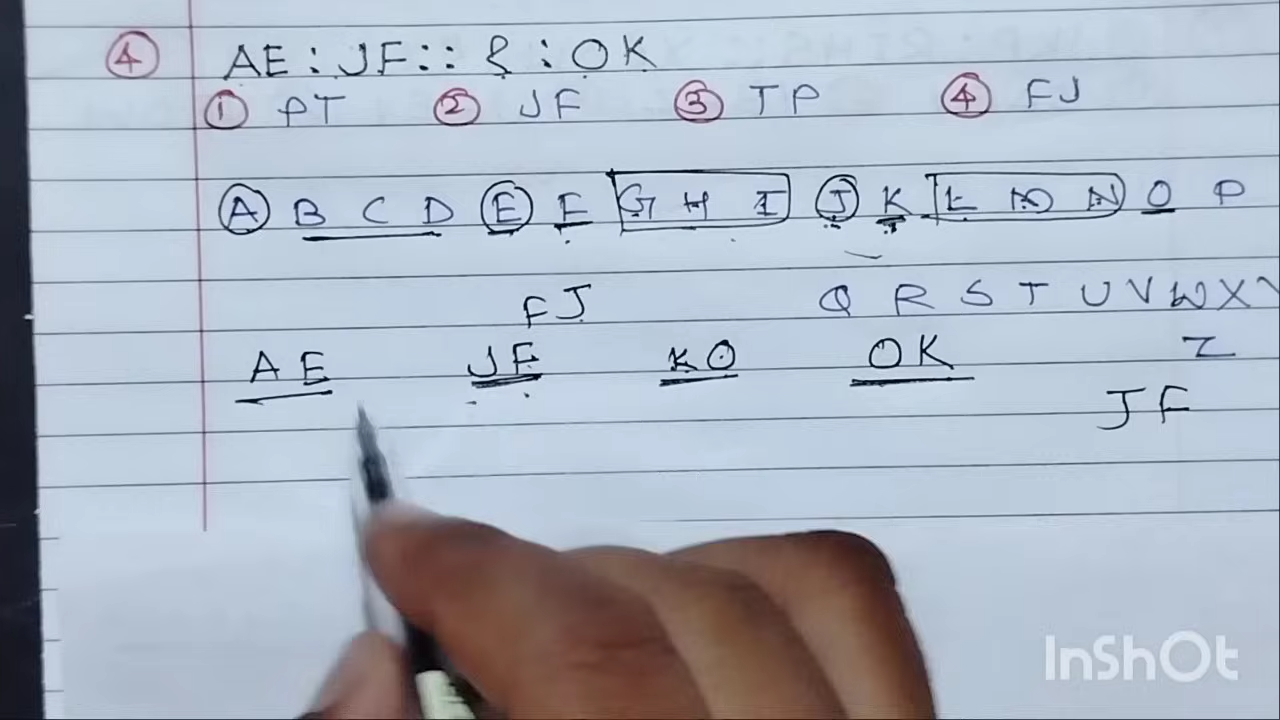 ④ AE : JF :: ? : OK
① PT ② JF ③ TP ④ FJ
A B C D E F G H I J K L M N O P
Q R S T U V W X Y
FJ
Z
AE JF KO OK
JF
InShOt